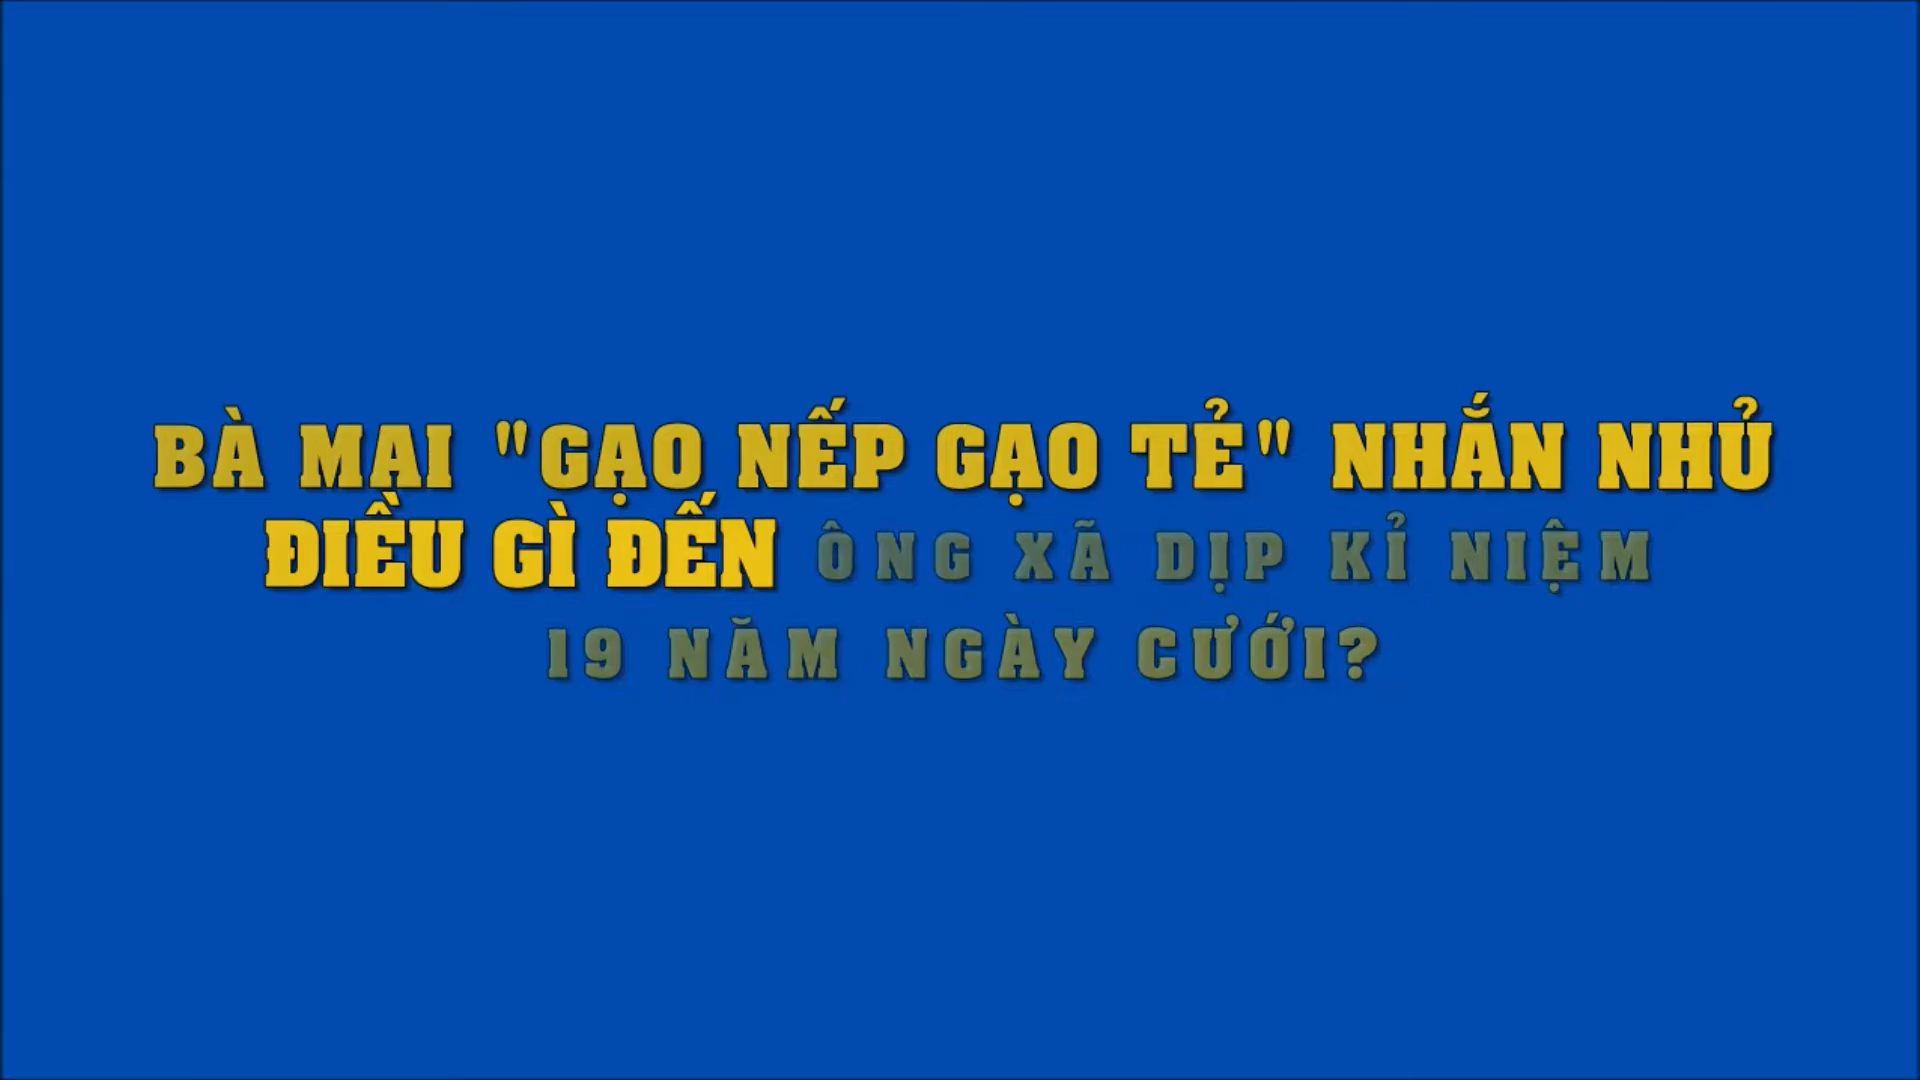 BÀ MAI "GẠO NẾP GẠO TẺ" NHẮN NHỦ
ĐIỀU GÌ ĐẾN ÔNG XÃ DỊP KỈ NIỆM
19 NĂM NGÀY CƯỚI?